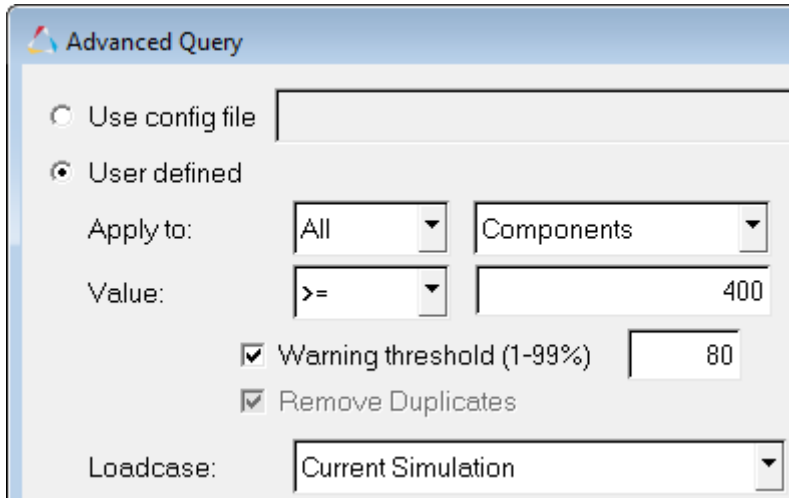 Advanced Query
Use config file
User defined
Apply to: All Components
Value: >= 400
Warning threshold (1-99%) 80
Remove Duplicates
Loadcase: Current Simulation